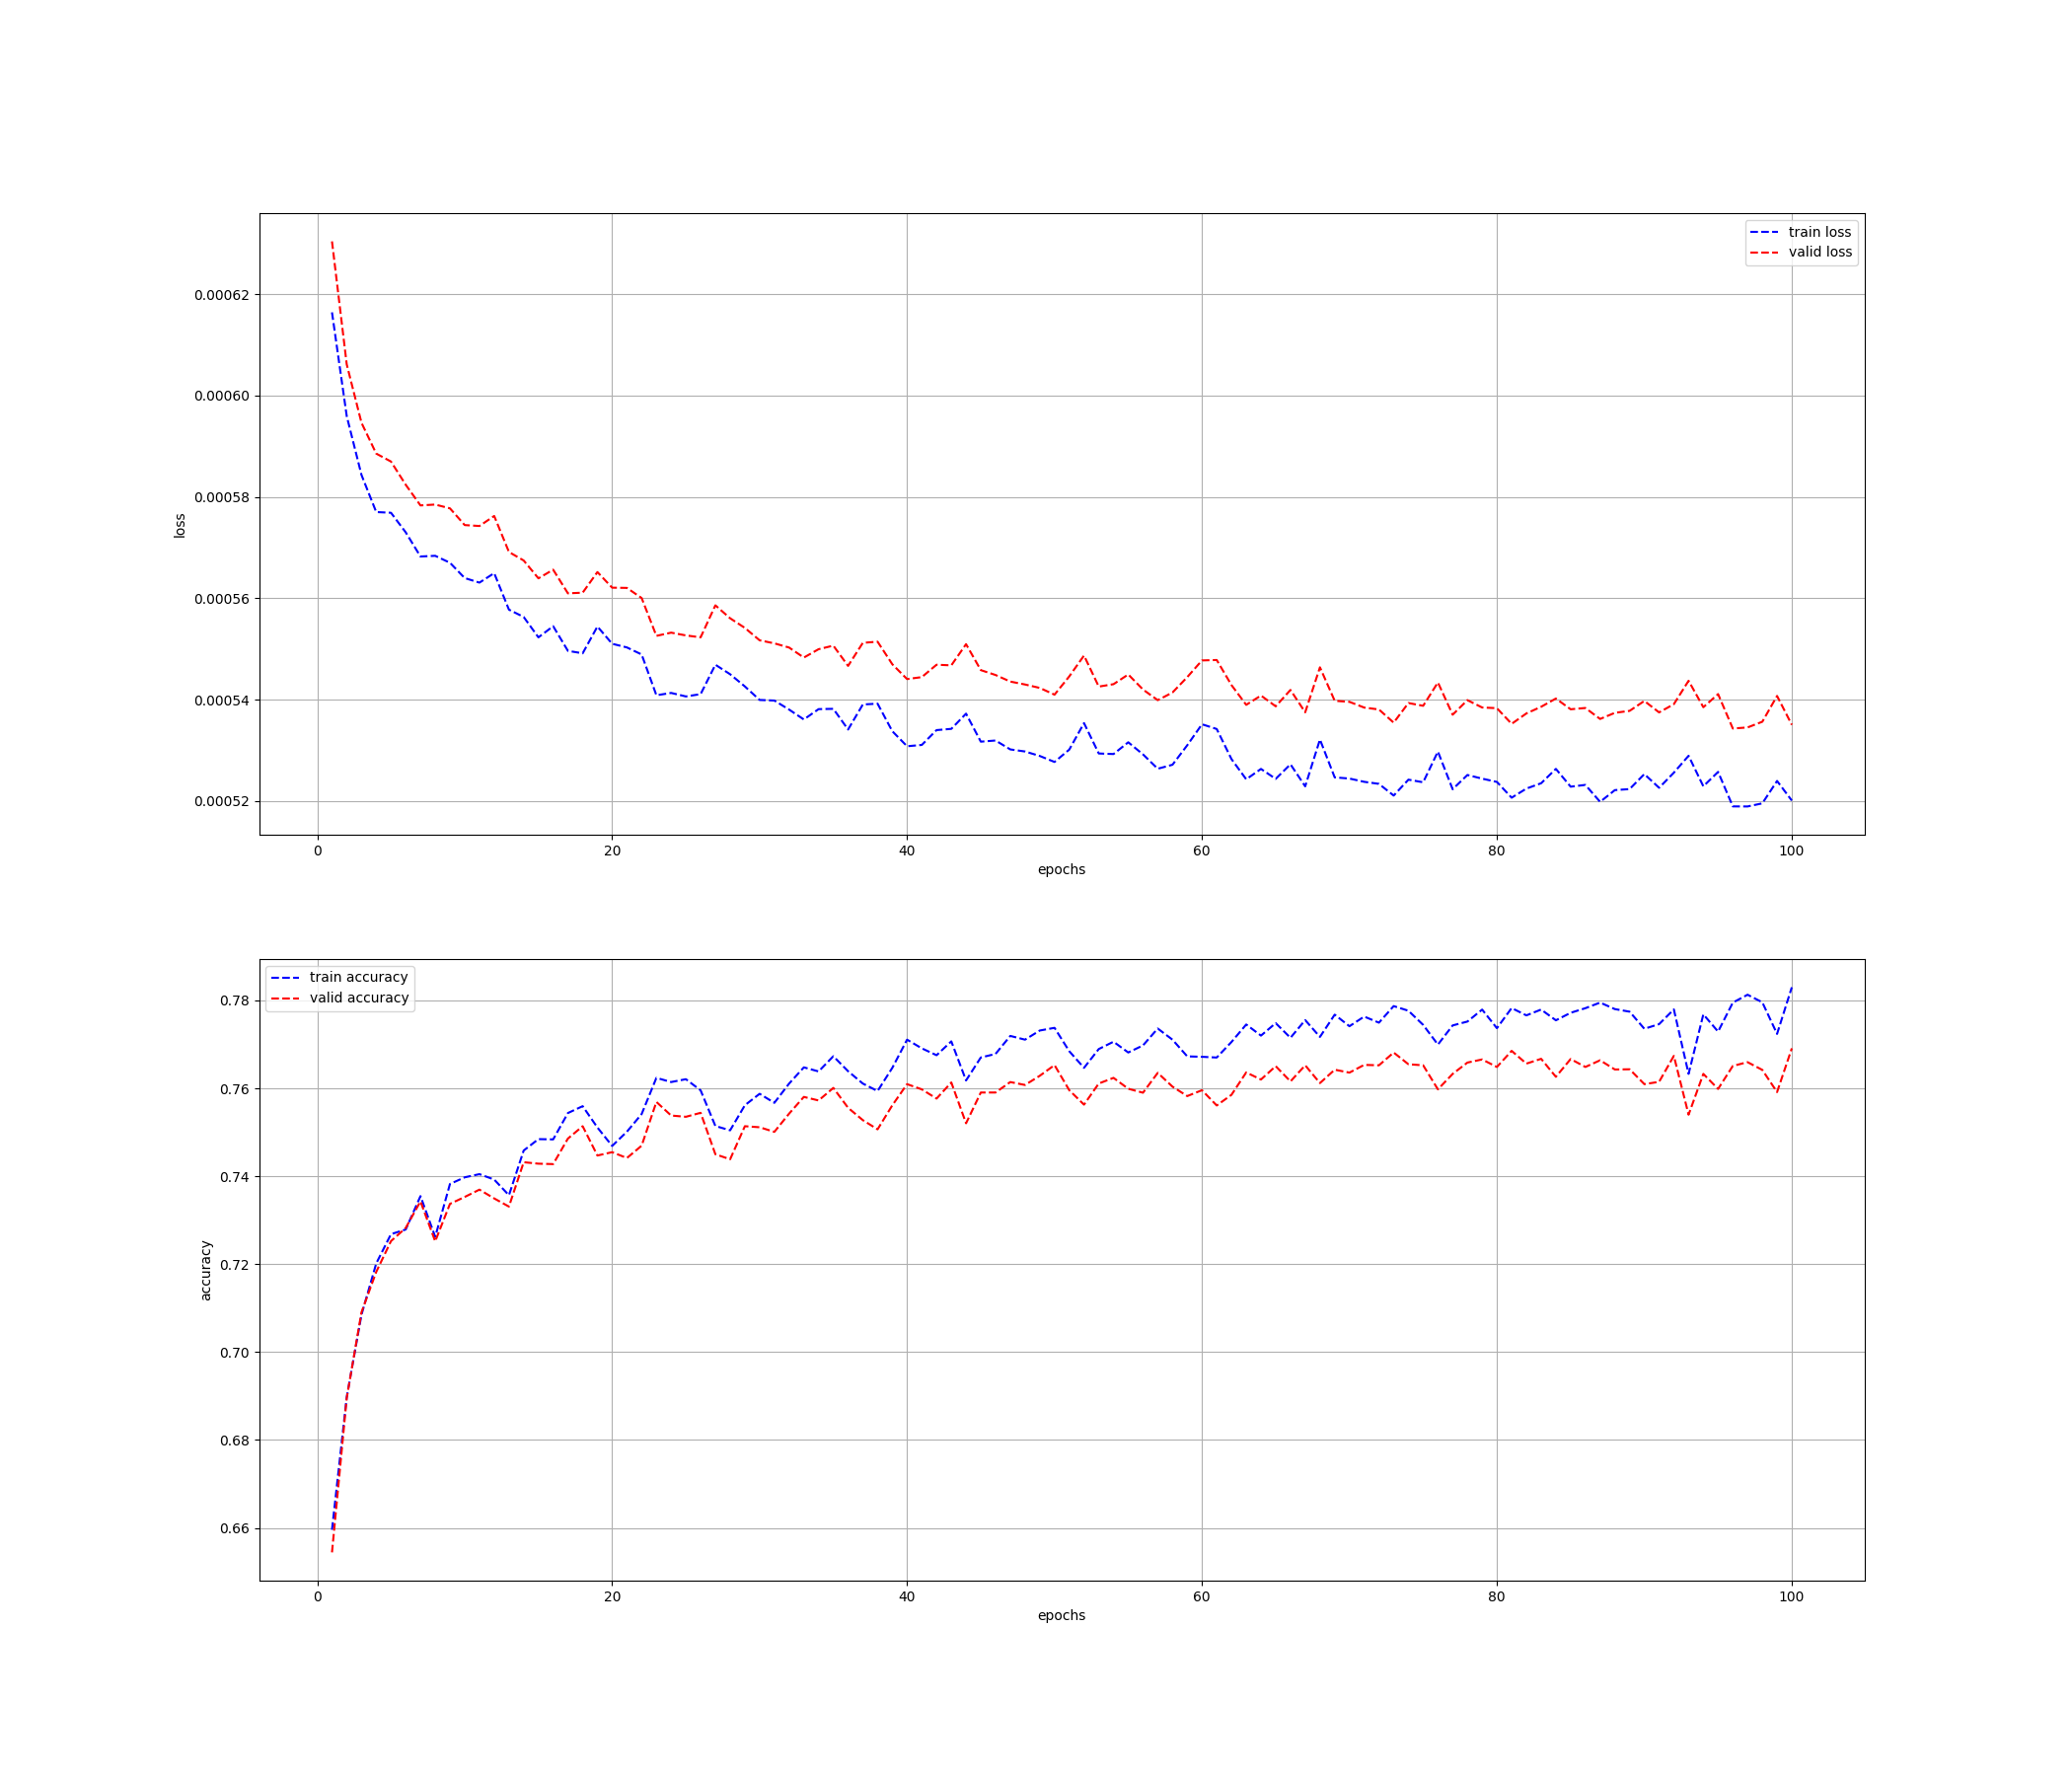 train loss
valid loss
0.00062
0.00060
0.00058
0.00056
0.00054
0.00052
loss
0 20 40 60 80 100
epochs
train accuracy
valid accuracy
0.78
0.76
0.74
0.72
0.70
0.68
0.66
accuracy
0 20 40 60 80 100
epochs